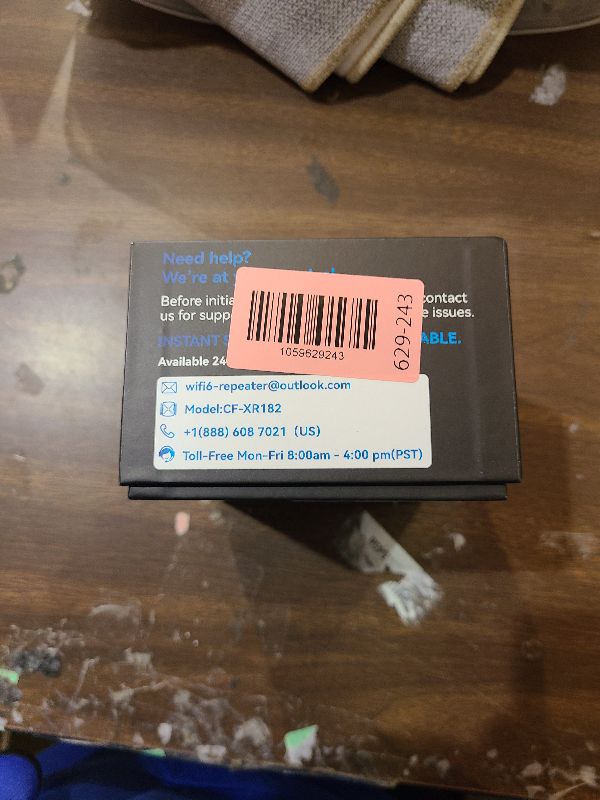 Need help?
We're at y
Before initia contact
us for supp e issues.
INSTANT S ABLE.
Available 24
1059629243
629-243
wifi6-repeater@outlook.com
Model:CF-XR182
+1(888) 608 7021 (US)
Toll-Free Mon-Fri 8:00am - 4:00 pm(PST)